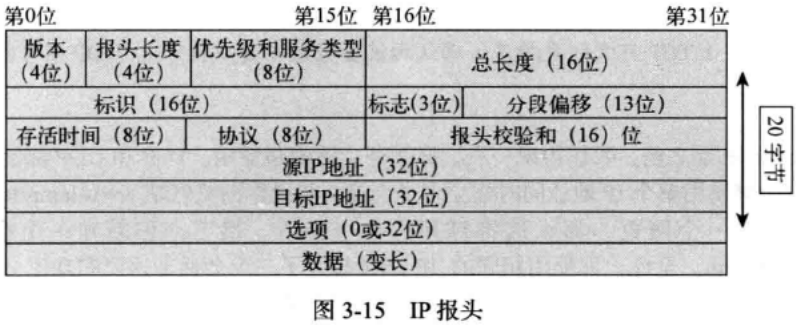 第0位 第15位 第16位 第31位
版本 报头长度 优先级和服务类型 总长度（16位）
（4位） （4位） （8位）
标识（16位） 标志(3位) 分段偏移（13位）
存活时间（8位） 协议（8位） 报头校验和（16）位
源IP地址（32位）
目标IP地址（32位）
选项（0或32位）
数据（变长）
20字节
图 3-15 IP 报头